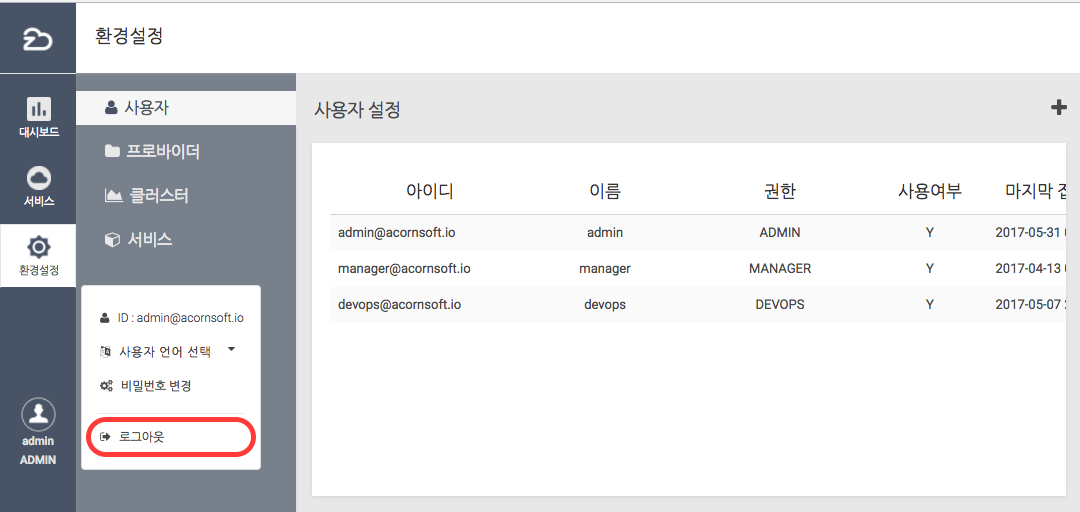 환경설정
대시보드
서비스
환경설정
admin
ADMIN
사용자
프로바이더
클러스터
서비스
ID : admin@acornsoft.io
사용자 언어 선택
비밀번호 변경
로그아웃
사용자 설정
아이디 이름 권한 사용여부 마지막
admin@acornsoft.io admin ADMIN Y 2017-05-31
manager@acornsoft.io manager MANAGER Y 2017-04-13
devops@acornsoft.io devops DEVOPS Y 2017-05-07